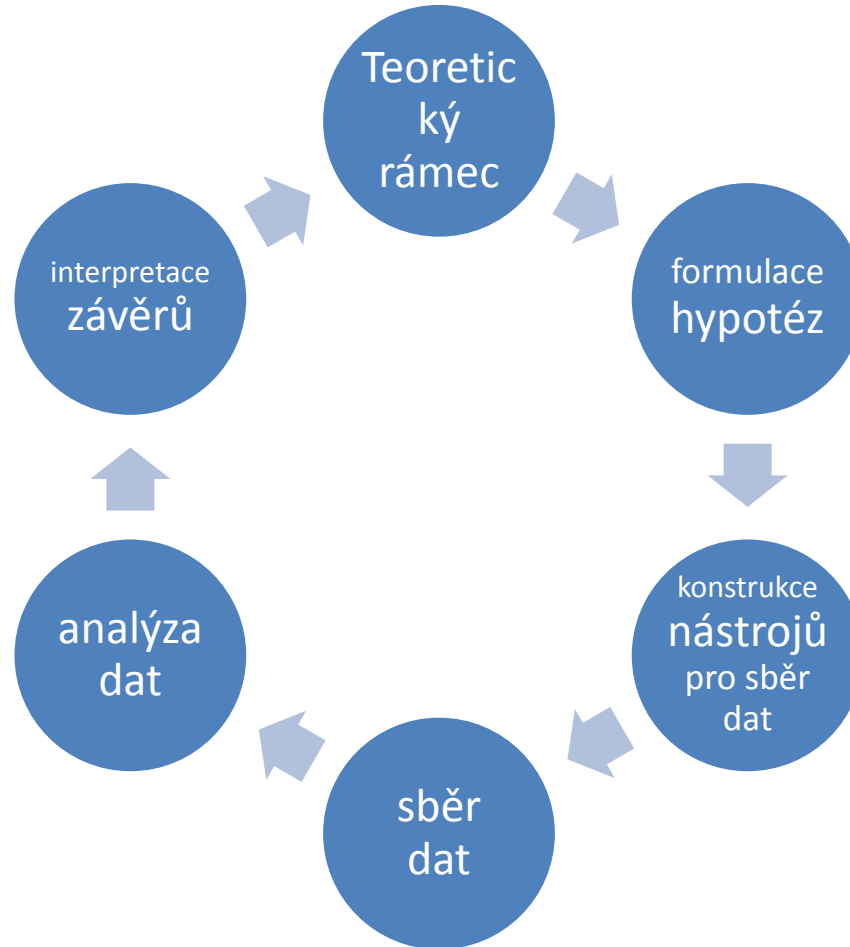 Teoretic
ký
rámec
formulace
hypotéz
konstrukce
nástrojů
pro sběr
dat
sběr
dat
analýza
dat
interpretace
závěrů